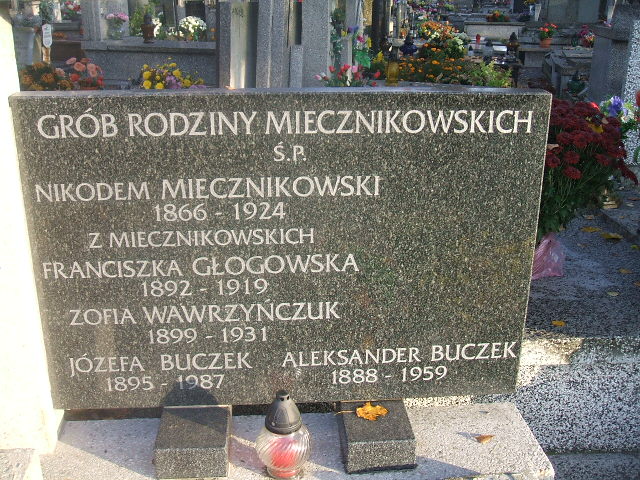 GRÓB RODZINY MIECZNIKOWSKICH
Ś.P.
NIKODEM MIECZNIKOWSKI
1866 - 1924
Z MIECZNIKOWSKICH
FRANCISZKA GŁOGOWSKA
1892 - 1919
ZOFIA WAWRZYŃCZUK
1899 - 1931
JÓZEFA BUCZEK
1895 - 1987
ALEKSANDER BUCZEK
1888 - 1959